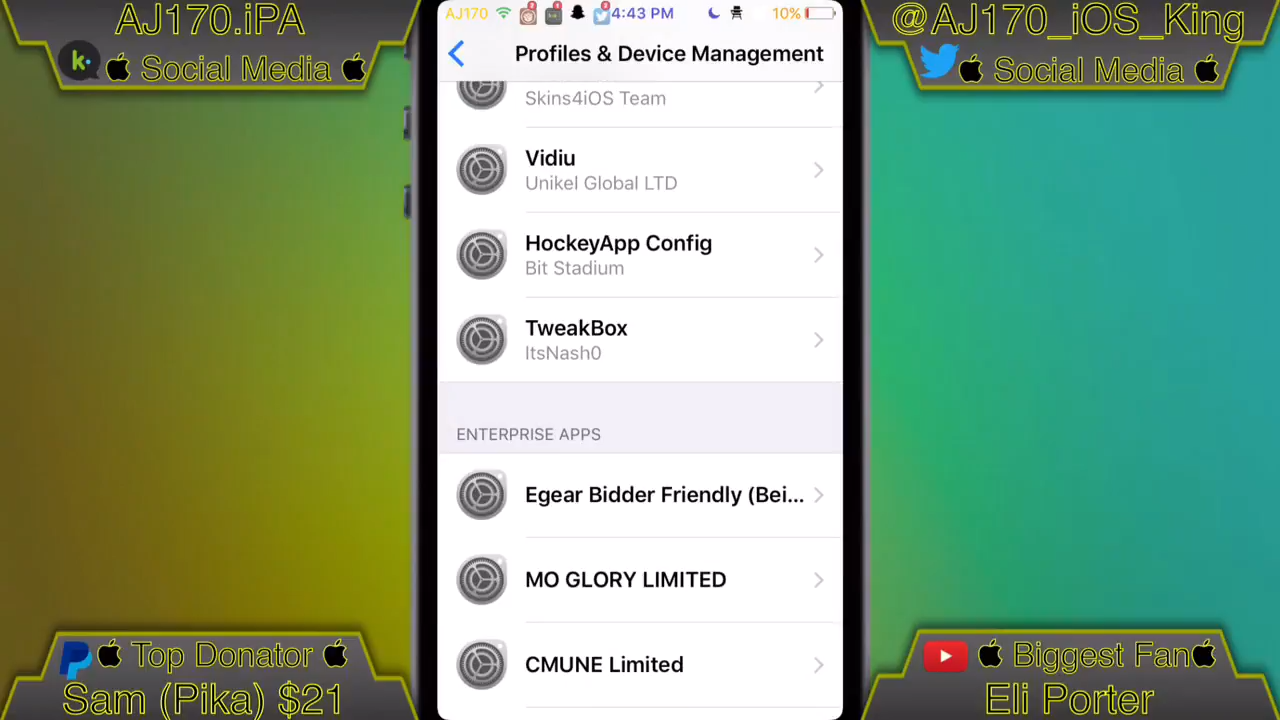 AJ170.iPA
Social Media
@AJ170_iOS_King
Social Media
AJ170 4:43 PM 10%
Profiles & Device Management
Skins4iOS Team
Vidiu
Unikel Global LTD
HockeyApp Config
Bit Stadium
TweakBox
ItsNash0
ENTERPRISE APPS
Egear Bidder Friendly (Bei...
MO GLORY LIMITED
CMUNE Limited
Top Donator
Sam (Pika) $21
Biggest Fan
Eli Porter